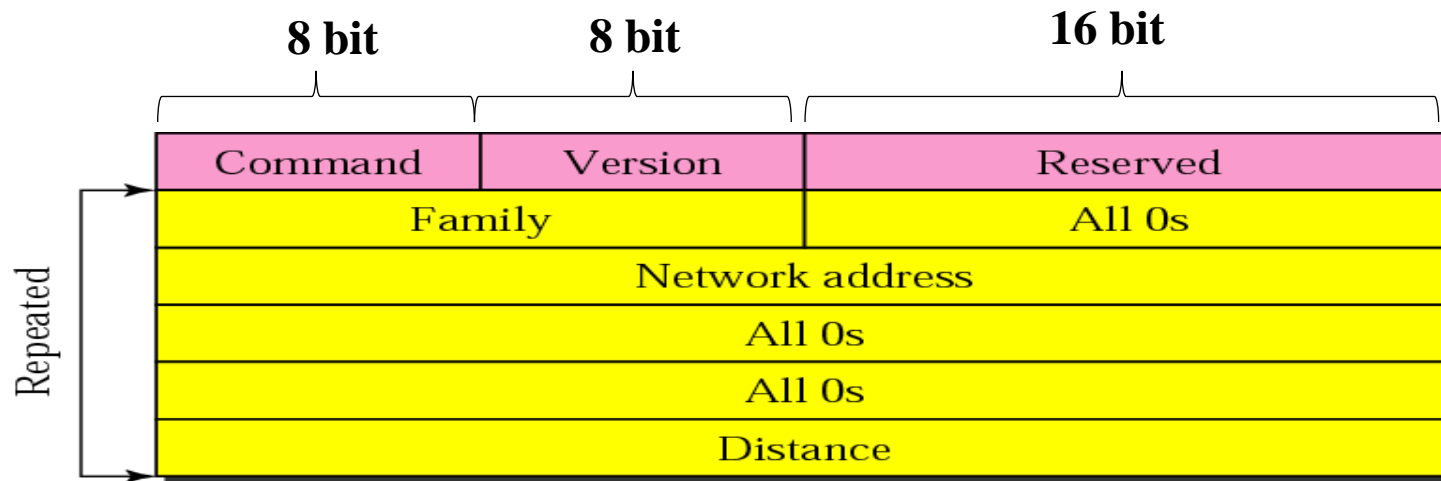 8 bit 8 bit 16 bit
Command Version Reserved
Family All 0s
Network address
All 0s
All 0s
Distance
Repeated